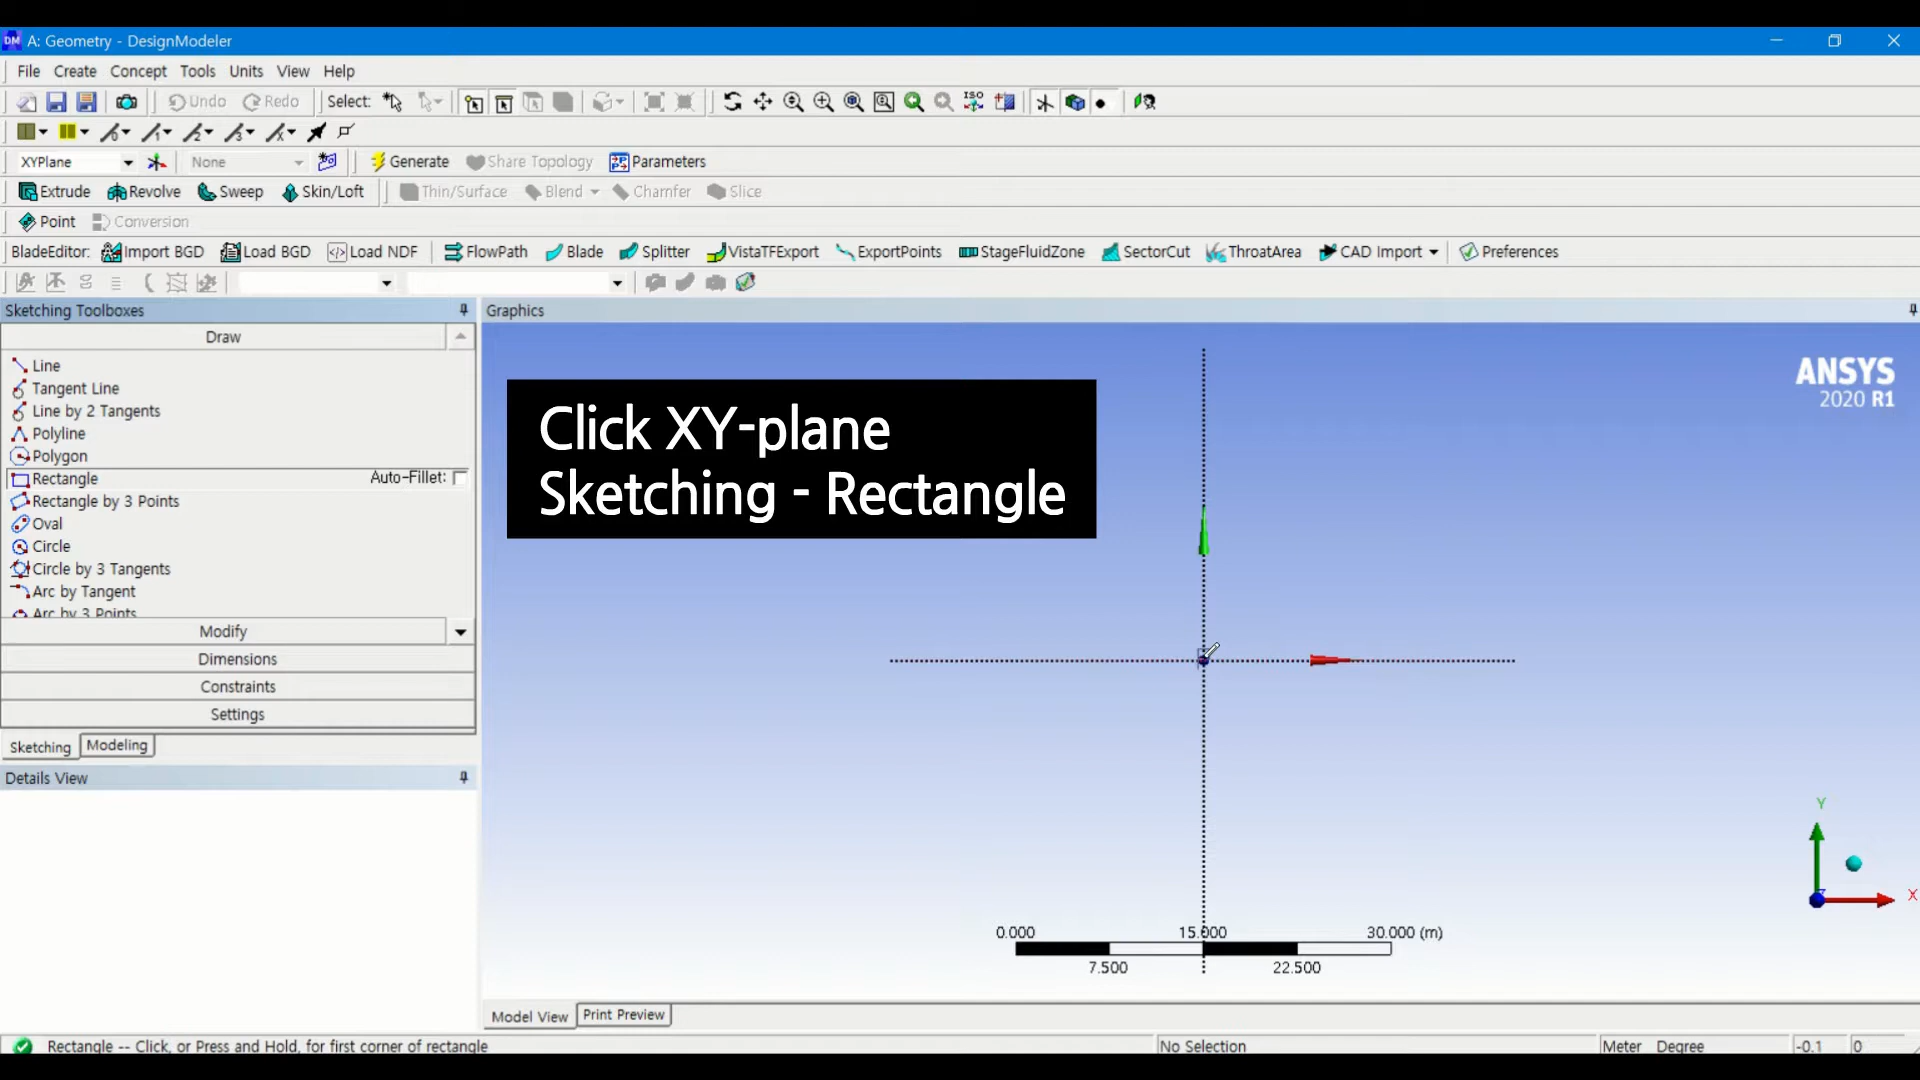 DM A: Geometry - DesignModeler
File Create Concept Tools Units View Help
Undo Redo Select: ISO
XYPlane None Generate Share Topology Parameters
Extrude Revolve Sweep Skin/Loft Thin/Surface Blend Chamfer Slice
Point Conversion
BladeEditor: Import BGD Load BGD Load NDF FlowPath Blade Splitter VistaTFExport ExportPoints StageFluidZone SectorCut ThroatArea CAD Import Preferences
Sketching Toolboxes
Draw
Line
Tangent Line
Line by 2 Tangents
Polyline
Polygon
Rectangle Auto-Fillet:
Rectangle by 3 Points
Oval
Circle
Circle by 3 Tangents
Arc by Tangent
Arc by 3 Points
Modify
Dimensions
Constraints
Settings
Sketching Modeling
Details View
Graphics
ANSYS
2020 R1
Click XY-plane
Sketching - Rectangle
Y
X
0.000 15.000 30.000 (m)
7.500 22.500
Model View Print Preview
Rectangle -- Click, or Press and Hold, for first corner of rectangle No Selection Meter Degree -0.1 0